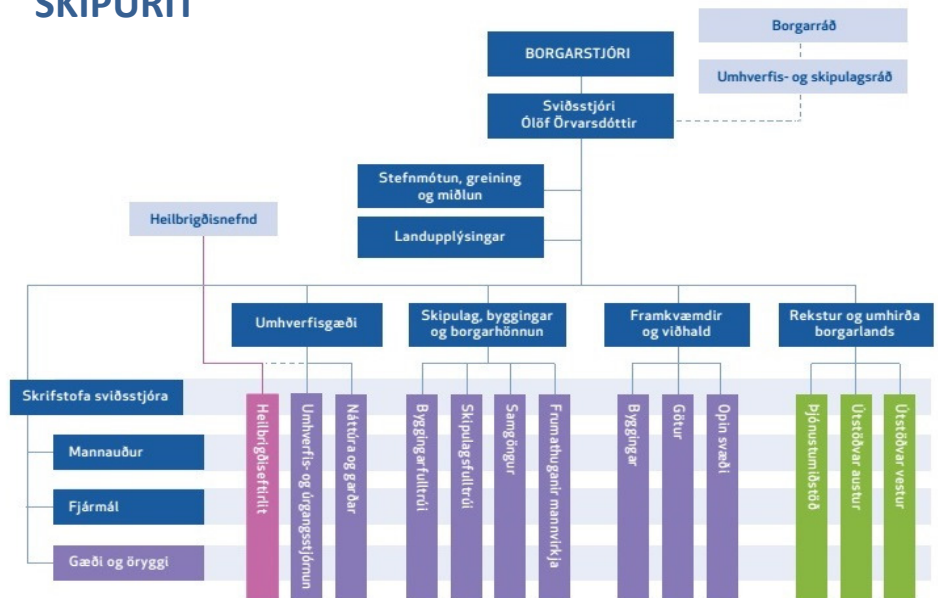 SKIPURIT
Borgarráð
BORGARSTJÓRI
Umhverfis- og skipulagsráð
Sviðsstjóri
Ólöf Örvarsdóttir
Stefnmótun, greining
og miðlun
Heilbrigðisnefnd
Landupplýsingar
Umhverfisgæði
Skipulag, byggingar
og borgarhönnun
Framkvæmdir
og viðhald
Rekstur og umhirða
borgarlands
Skrifstofa sviðsstjóra
Mannauður
Fjármál
Gæði og öryggi
Heilbrigðiseftirlit
Umhverfis- og úrgangsstjórnun
Náttúra og garðar
Byggingarfulltrúi
Skipulagsfulltrúi
Samgöngur
Frumathuganir mannvirkja
Byggingar
Götur
Opin svæði
Þjónustumiðstöð
Útstöðvar austur
Útstöðvar vestur